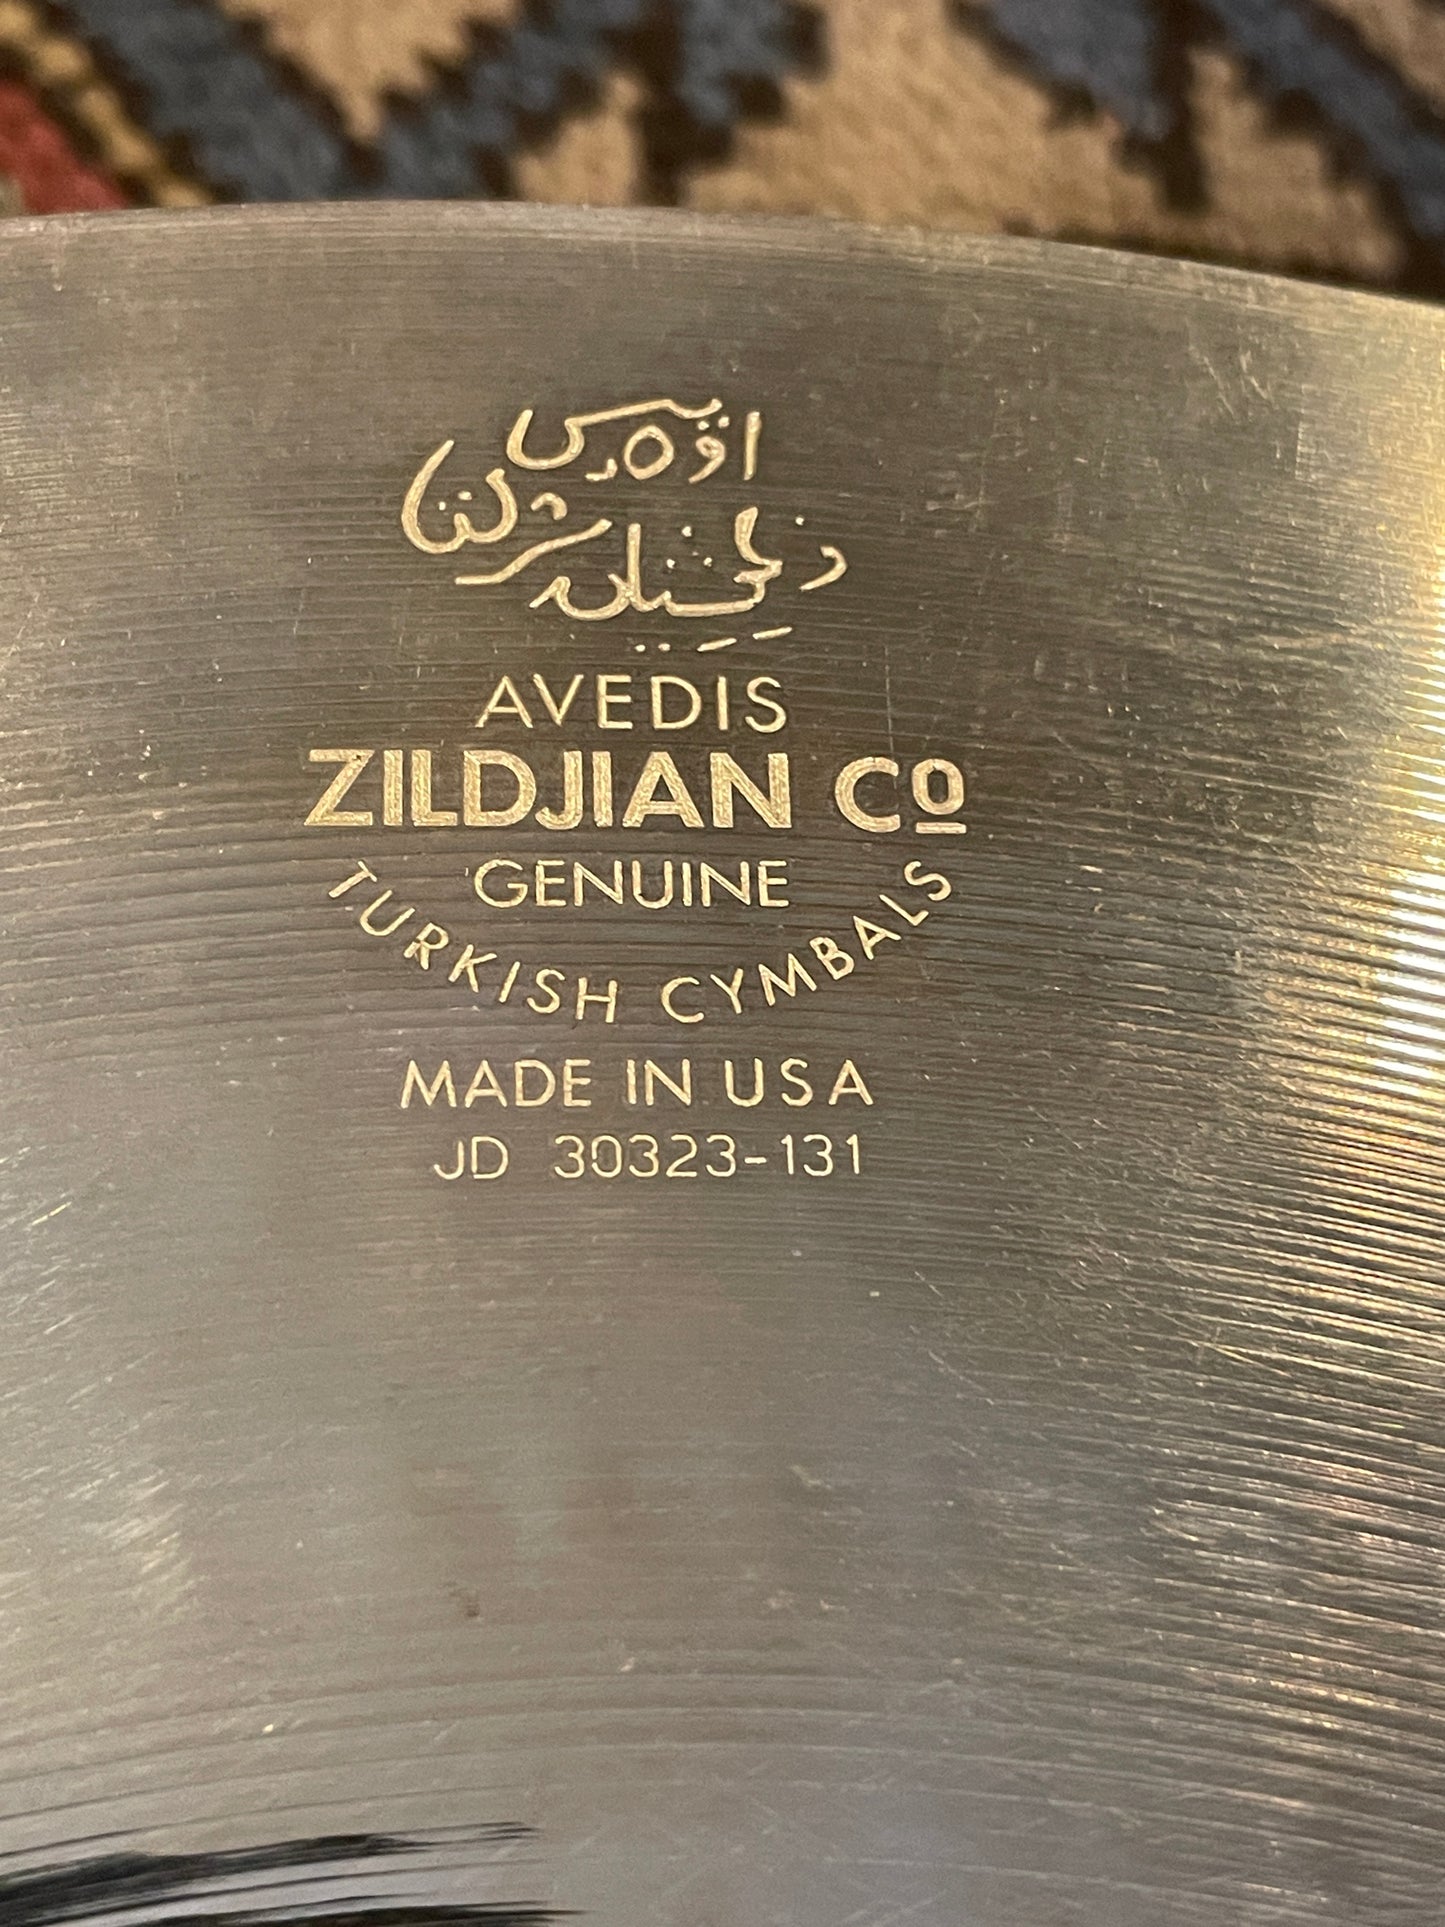 AVEDIS
ZILDJIAN Co
GENUINE
TURKISH CYMBALS
MADE IN USA
JD 30323-131